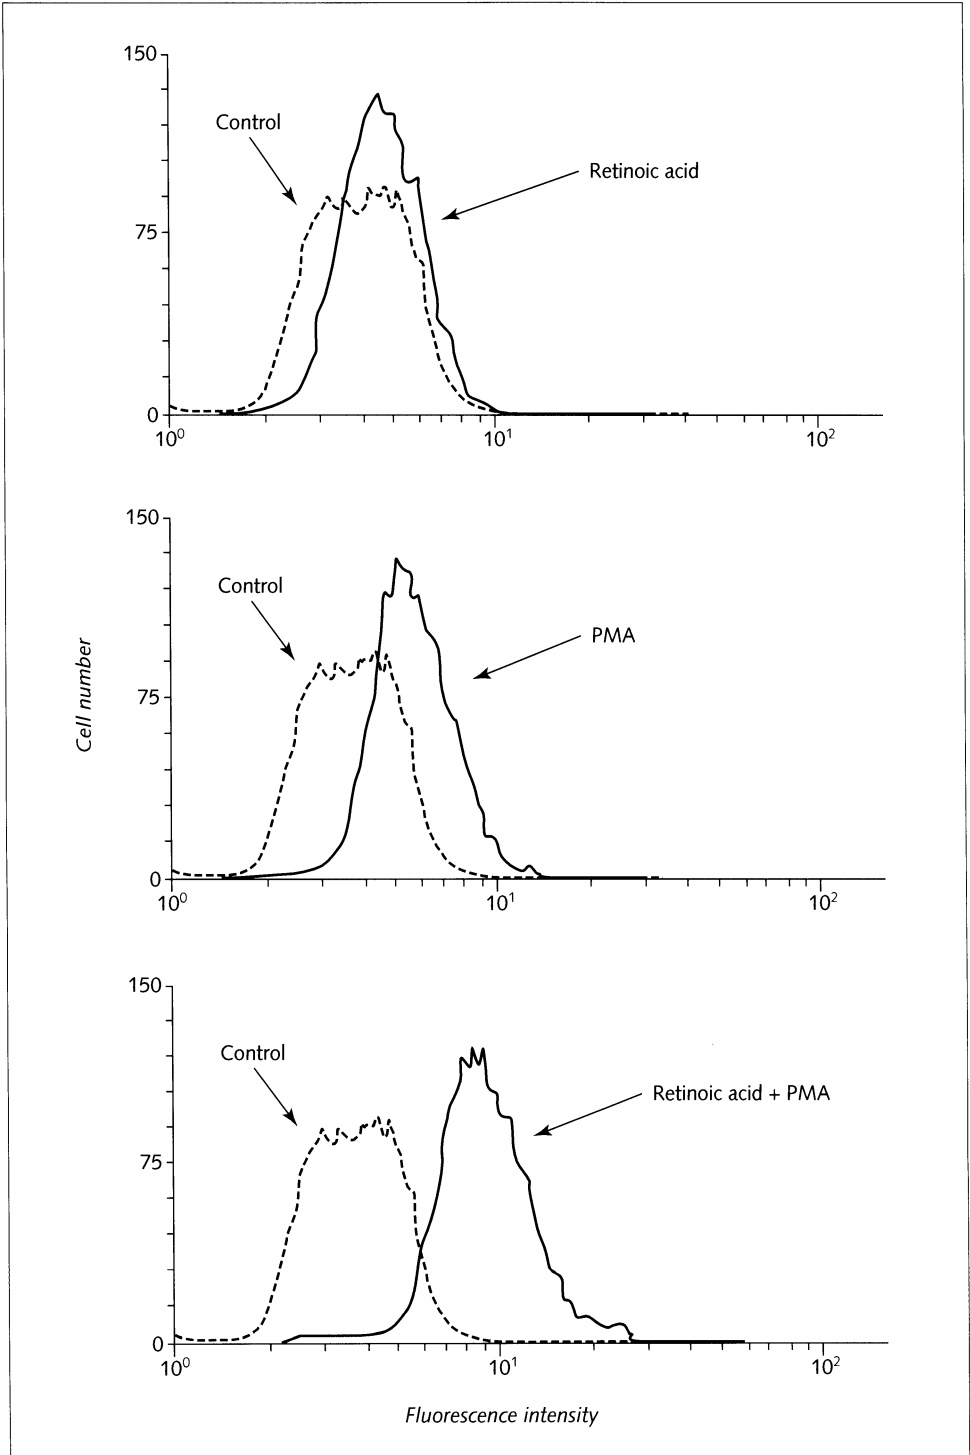 150
Control
Retinoic acid
75
0
10⁰ 10¹ 10²
150
Control
PMA
Cell number
75
0
10⁰ 10¹ 10²
150
Control
Retinoic acid + PMA
75
0
10⁰ 10¹ 10²
Fluorescence intensity